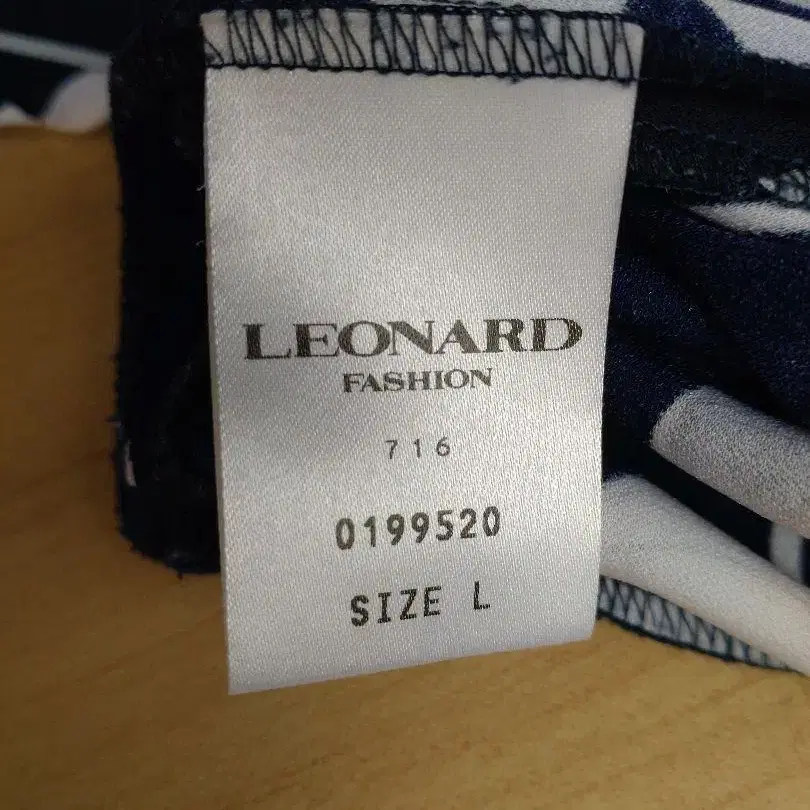 LEONARD
FASHION
716
0199520
SIZE L